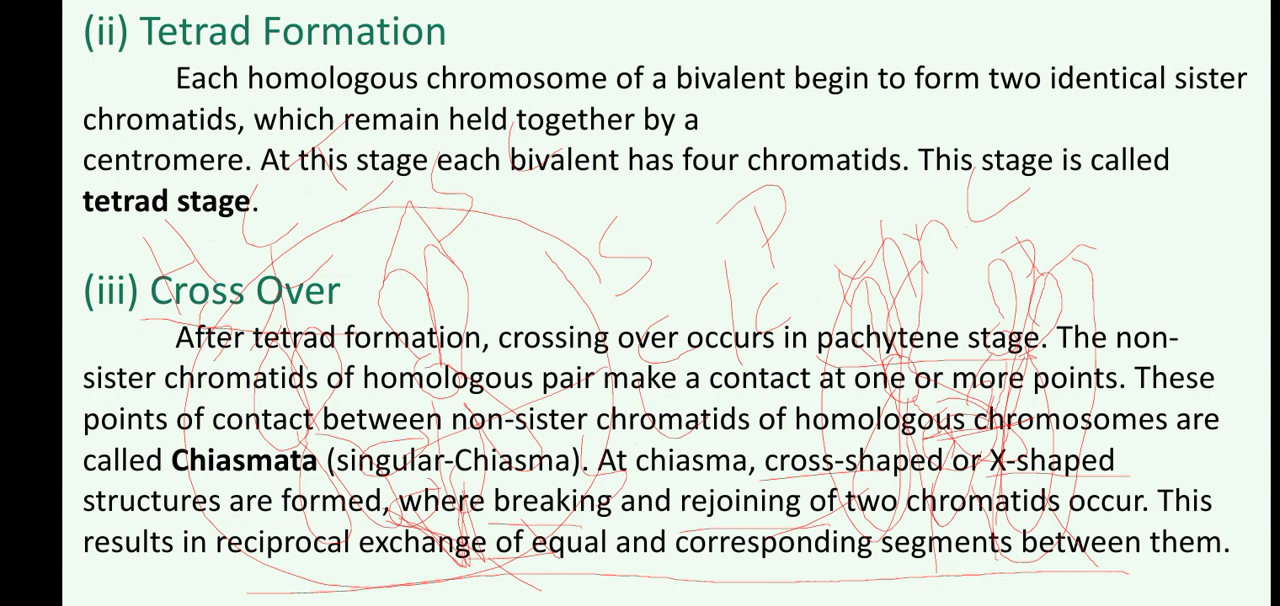 (ii) Tetrad Formation
Each homologous chromosome of a bivalent begin to form two identical sister
chromatids, which remain held together by a
centromere. At this stage each bivalent has four chromatids. This stage is called
tetrad stage.
(iii) Cross Over
After tetrad formation, crossing over occurs in pachytene stage. The non-
sister chromatids of homologous pair make a contact at one or more points. These
points of contact between non-sister chromatids of homologous chromosomes are
called Chiasmata (singular-Chiasma). At chiasma, cross-shaped or X-shaped
structures are formed, where breaking and rejoining of two chromatids occur. This
results in reciprocal exchange of equal and corresponding segments between them.